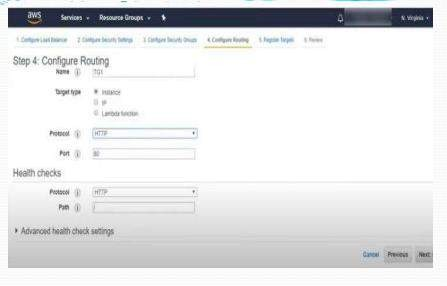 aws Services Resource Groups N. Virginia
1. Configure Load Balancer 2. Configure Security Settings 3. Configure Security Groups 4. Configure Routing 5. Register Targets 6. Review
Step 4: Configure Routing
Name TG1
Target type Instance
IP
Lambda function
Protocol HTTP
Port 80
Health checks
Protocol HTTP
Path /
Advanced health check settings
Cancel Previous Next: